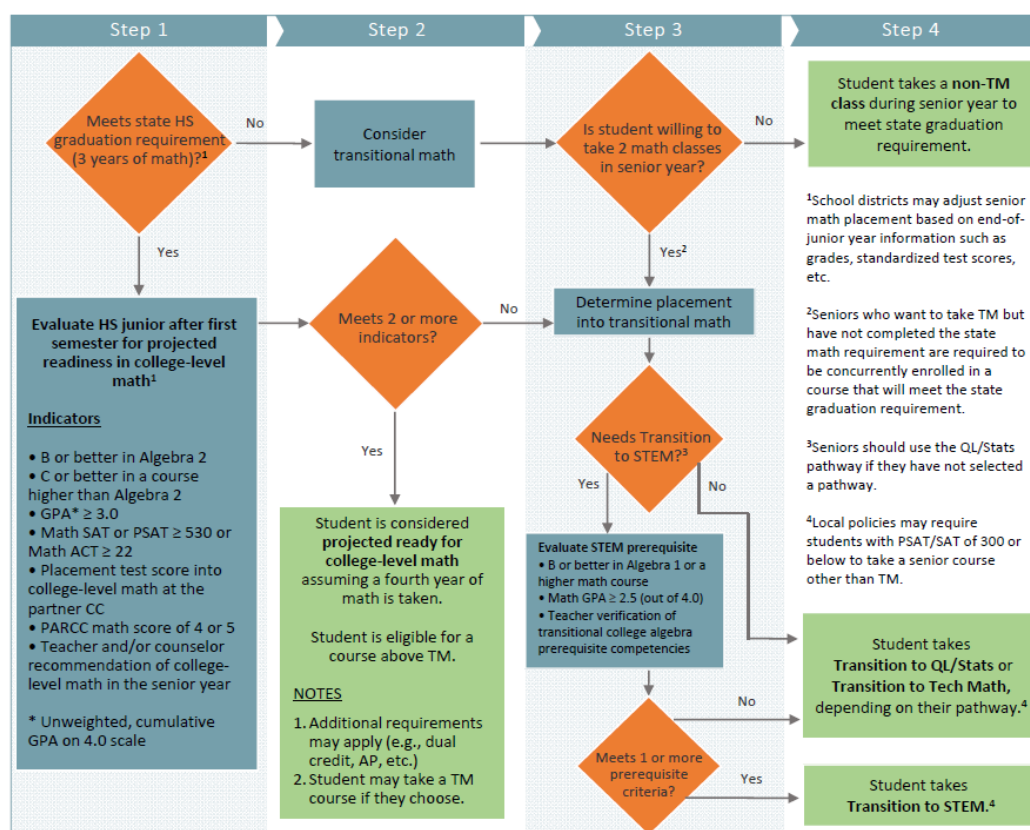 Step 1
Step 2
Step 3
Step 4
Meets state HS
graduation requirement
(3 years of math)?¹
No
Consider
transitional math
Is student willing to
take 2 math classes
in senior year?
No
Student takes a non-TM
class during senior year to
meet state graduation
requirement.
Yes
Yes²
Evaluate HS junior after first
semester for projected
readiness in college-level
math¹
Indicators
• B or better in Algebra 2
• C or better in a course
higher than Algebra 2
• GPA* ≥ 3.0
• Math SAT or PSAT ≥ 530 or
Math ACT ≥ 22
• Placement test score into
college-level math at the
partner CC
• PARCC math score of 4 or 5
• Teacher and/or counselor
recommendation of college-
level math in the senior year
* Unweighted, cumulative
GPA on 4.0 scale
Meets 2 or more
indicators?
No
Yes
Student is considered
projected ready for
college-level math
assuming a fourth year of
math is taken.
Student is eligible for a
course above TM.
NOTES
1. Additional requirements
may apply (e.g., dual
credit, AP, etc.)
2. Student may take a TM
course if they choose.
Determine placement
into transitional math
Needs Transition
to STEM?³
Yes
No
Evaluate STEM prerequisite
• B or better in Algebra 1 or a
higher math course
• Math GPA ≥ 2.5 (out of 4.0)
• Teacher verification of
transitional college algebra
prerequisite competencies
Meets 1 or more
prerequisite
criteria?
No
Yes
¹School districts may adjust senior
math placement based on end-of-
junior year information such as
grades, standardized test scores,
etc.
²Seniors who want to take TM but
have not completed the state
math requirement are required to
be concurrently enrolled in a
course that will meet the state
graduation requirement.
³Seniors should use the QL/Stats
pathway if they have not selected
a pathway.
⁴Local policies may require
students with PSAT/SAT of 300 or
below to take a senior course
other than TM.
Student takes
Transition to QL/Stats or
Transition to Tech Math,
depending on their pathway.⁴
Student takes
Transition to STEM.⁴